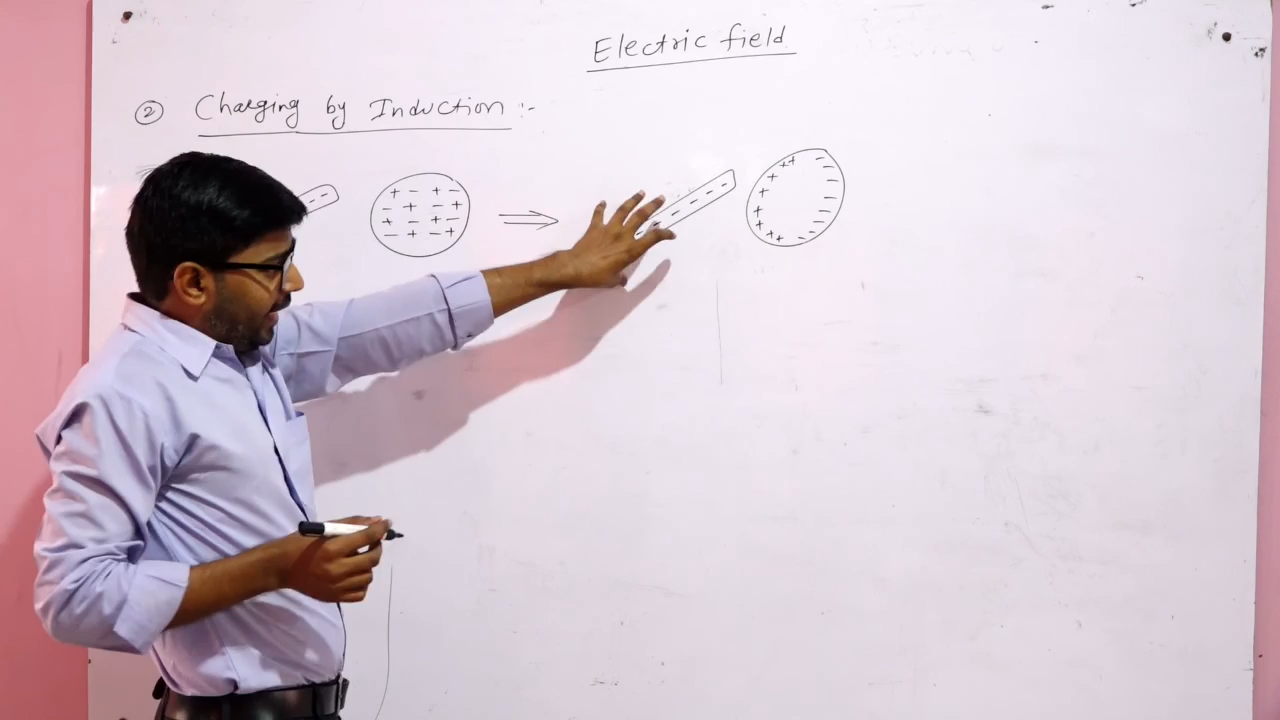 Electric field
② Charging by Induction :-